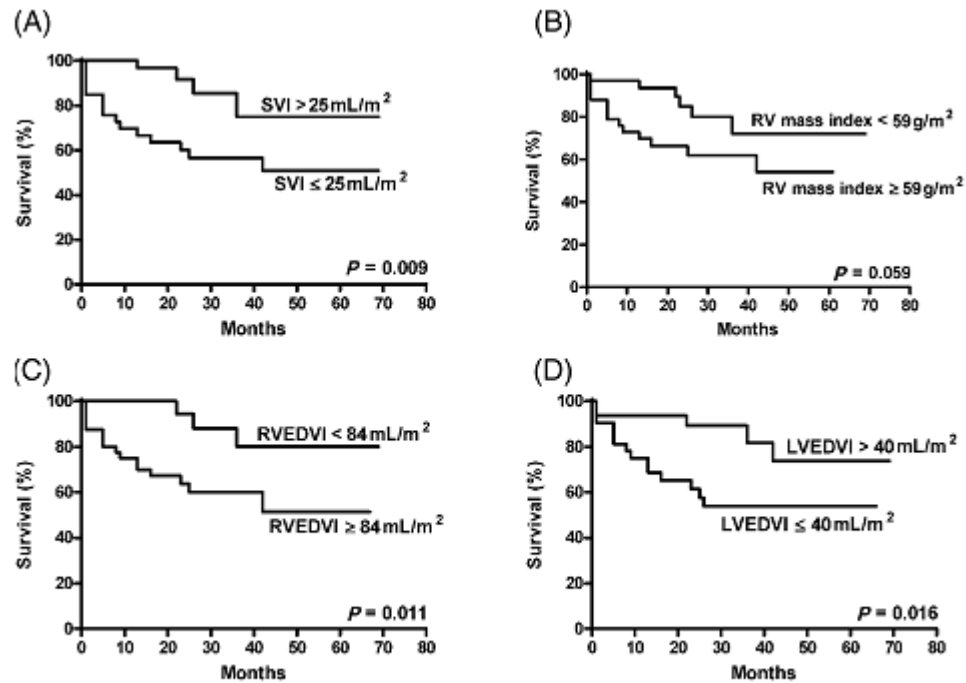 (A)
100
80
60
40
20
0
Survival (%)
SVI > 25 mL/m²
SVI ≤ 25 mL/m²
P = 0.009
0 10 20 30 40 50 60 70 80
Months
(B)
100
80
60
40
20
0
Survival (%)
RV mass index < 59 g/m²
RV mass index ≥ 59 g/m²
P = 0.059
0 10 20 30 40 50 60 70 80
Months
(C)
100
80
60
40
20
0
Survival (%)
RVEDVI < 84 mL/m²
RVEDVI ≥ 84 mL/m²
P = 0.011
0 10 20 30 40 50 60 70 80
Months
(D)
100
80
60
40
20
0
Survival (%)
LVEDVI > 40 mL/m²
LVEDVI ≤ 40 mL/m²
P = 0.016
0 10 20 30 40 50 60 70 80
Months